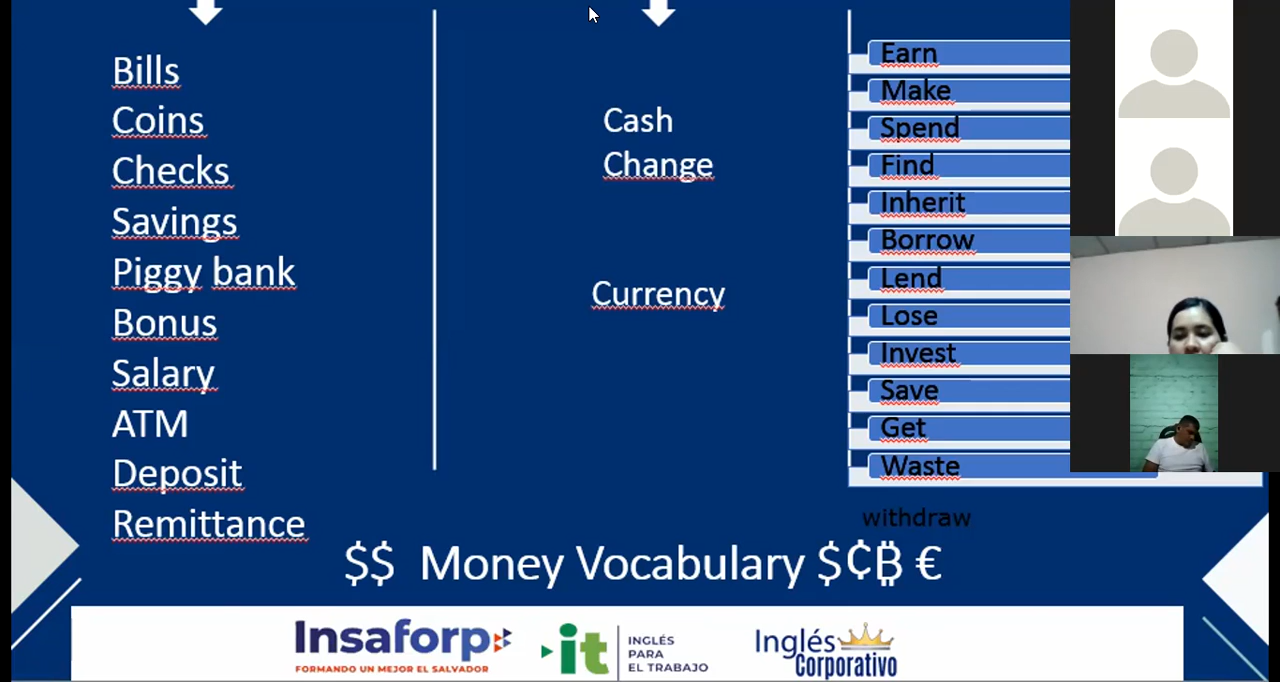 Bills
Coins
Checks
Savings
Piggy bank
Bonus
Salary
ATM
Deposit
Remittance
Cash
Change
Currency
Earn
Make
Spend
Find
Inherit
Borrow
Lend
Lose
Invest
Save
Get
Waste
withdraw
$$ Money Vocabulary $₵₿ €
Insaforp
FORMANDO UN MEJOR EL SALVADOR
it
INGLÉS
PARA
EL TRABAJO
Inglés
Corporativo